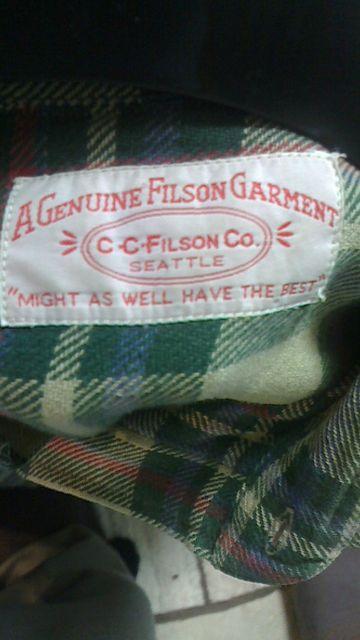 A GENUINE FILSON GARMENT
C-C-FILSON CO.
SEATTLE
"MIGHT AS WELL HAVE THE BEST"